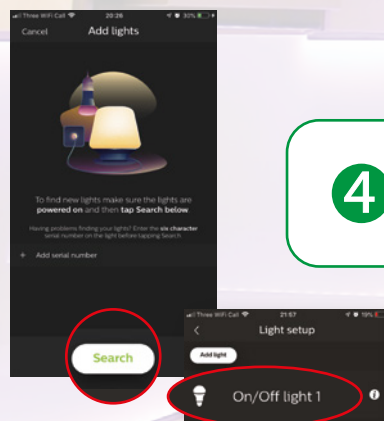 Three WiFi Call 20:26 30%
Cancel Add lights
To find new lights make sure the lights are
powered on and then tap Search below.
Having problems finding your lights? Enter the six character
serial number on the light before tapping Search
+ Add serial number
Search
4
Three WiFi Call 21:57 19%
< Light setup
Add light
On/Off light 1